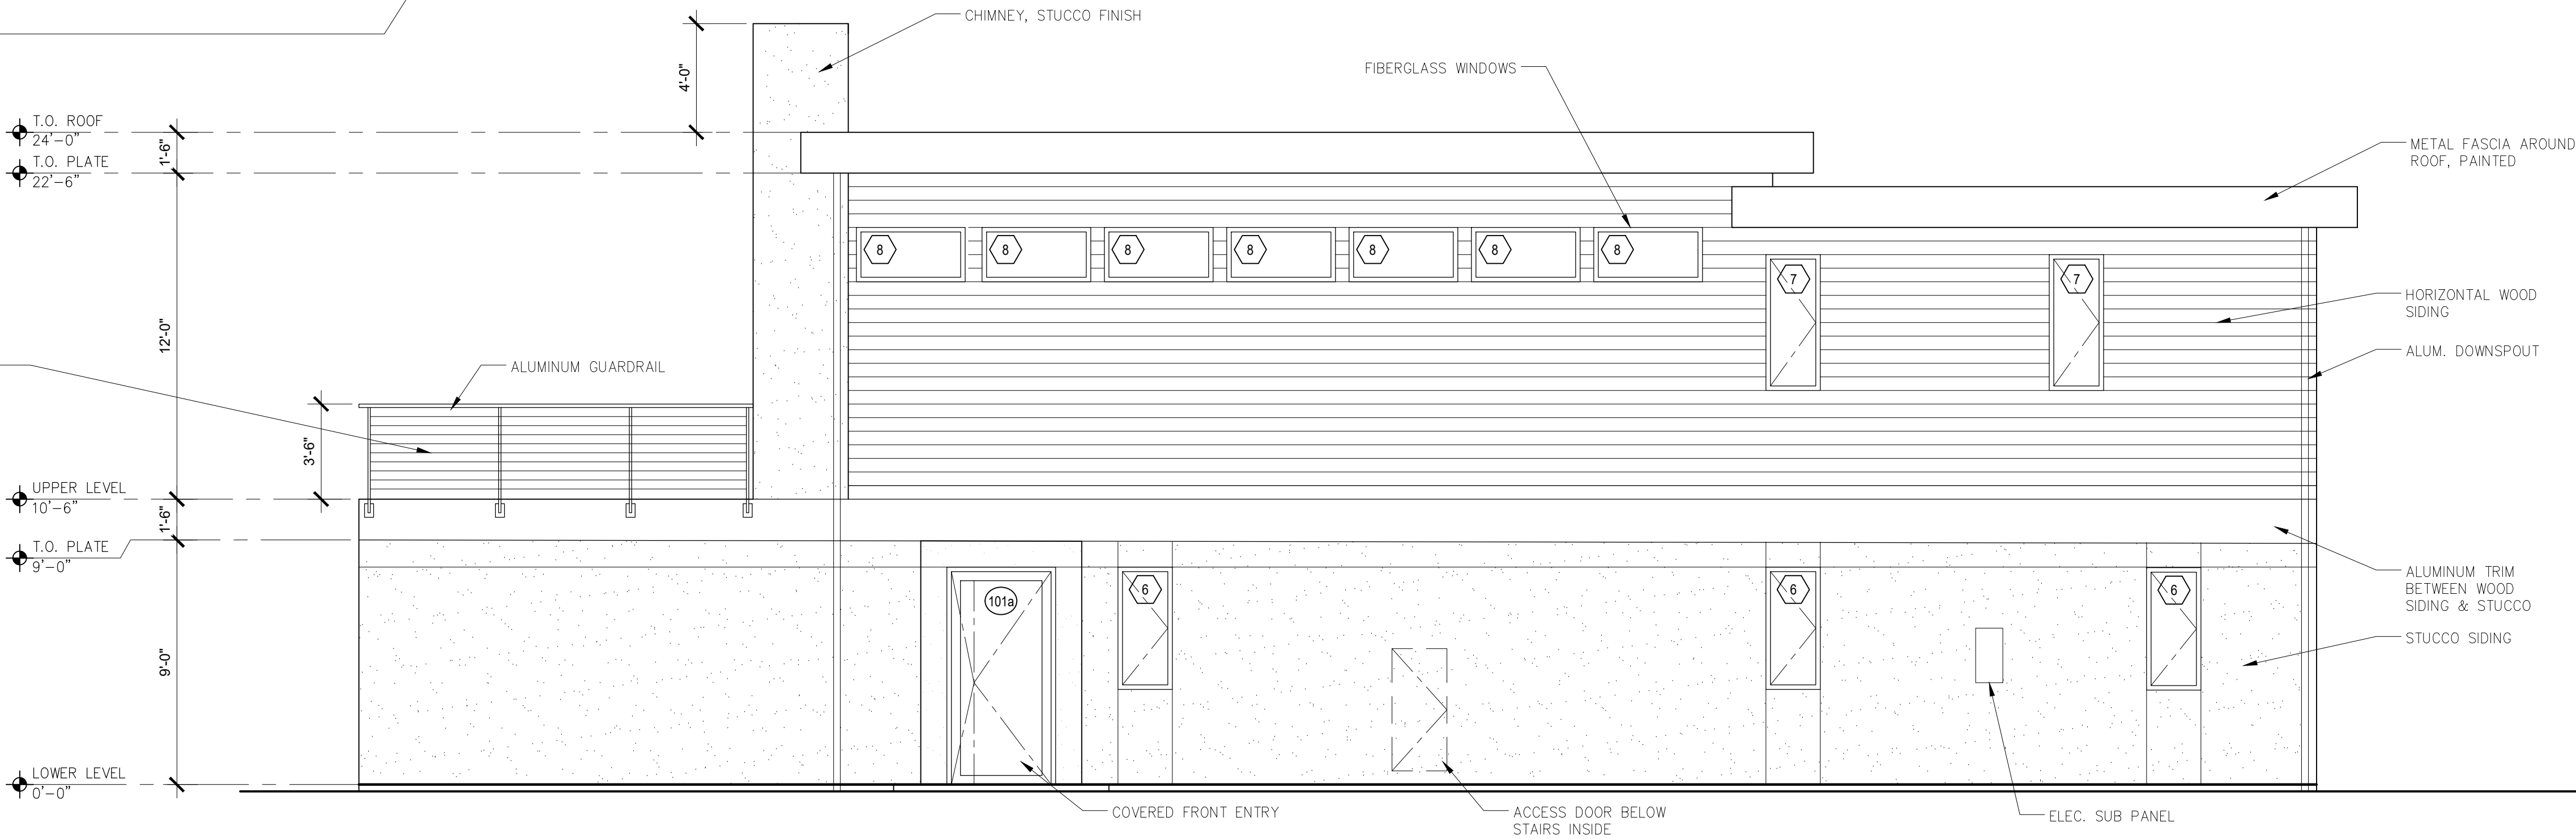 CHIMNEY, STUCCO FINISH
4'-0"
FIBERGLASS WINDOWS
T.O. ROOF
24'-0"
1'-6"
T.O. PLATE
22'-6"
METAL FASCIA AROUND
ROOF, PAINTED
8
8
8
8
8
8
8
7
7
HORIZONTAL WOOD
SIDING
12'-0"
ALUM. DOWNSPOUT
ALUMINUM GUARDRAIL
3'-6"
UPPER LEVEL
10'-6"
1'-6"
T.O. PLATE
9'-0"
ALUMINUM TRIM
BETWEEN WOOD
SIDING & STUCCO
101a
6
6
6
STUCCO SIDING
9'-0"
LOWER LEVEL
0'-0"
COVERED FRONT ENTRY
ACCESS DOOR BELOW
STAIRS INSIDE
ELEC. SUB PANEL